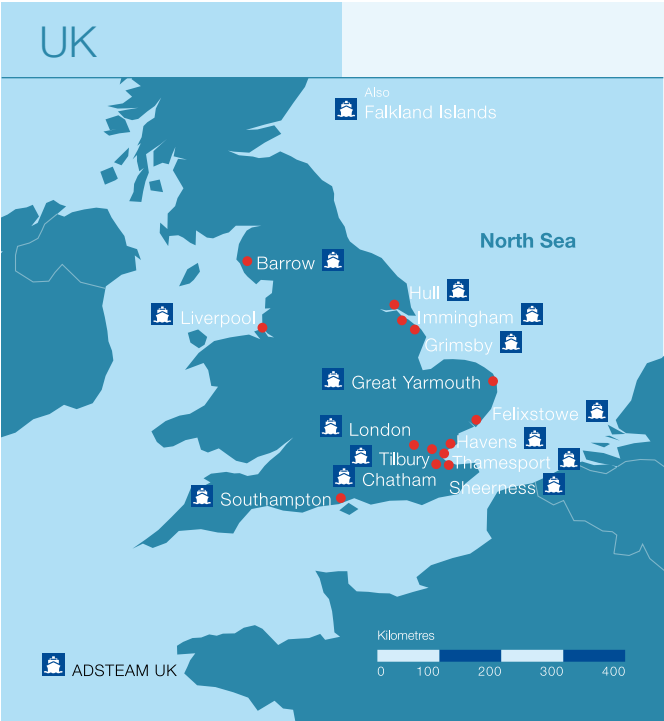 UK
Also
Falkland Islands
North Sea
Barrow
Hull
Liverpool
Immingham
Grimsby
Great Yarmouth
Felixstowe
London
Havens
Tilbury
Thamesport
Chatham
Sheerness
Southampton
Kilometres
0 100 200 300 400
ADSTEAM UK